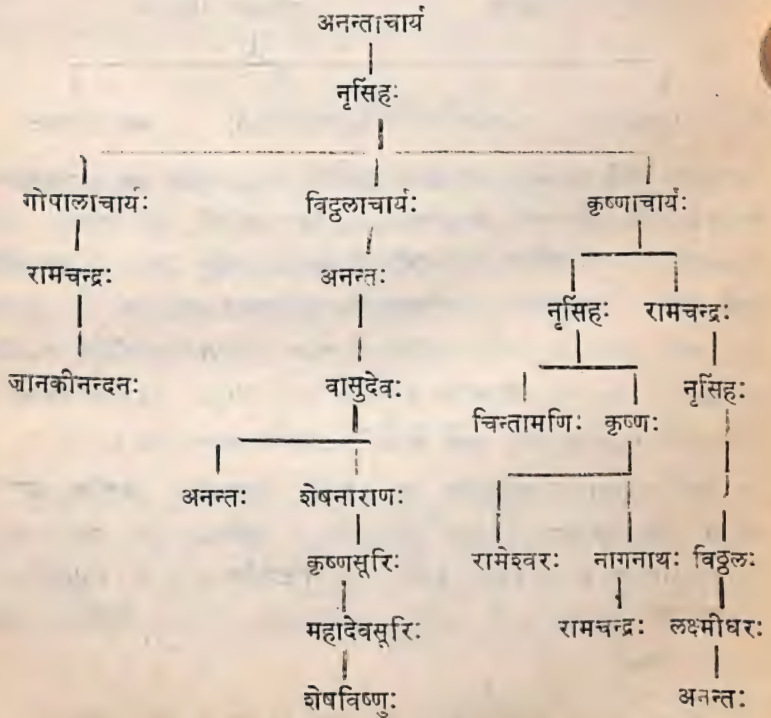 अनन्ताचार्य
नृसिंहः
गोपालाचार्यः विट्ठलाचार्यः कृष्णाचार्यः
रामचन्द्रः अनन्तः
नृसिंहः रामचन्द्रः
जानकीनन्दनः वासुदेवः नृसिंहः
चिन्तामणिः कृष्णः
अनन्तः शेषनाराणः
कृष्णसूरिः रामेश्वरः नागनाथः विठ्ठलः
महादेवसूरिः रामचन्द्रः लक्ष्मीधरः
शेषविष्णुः अनन्तः